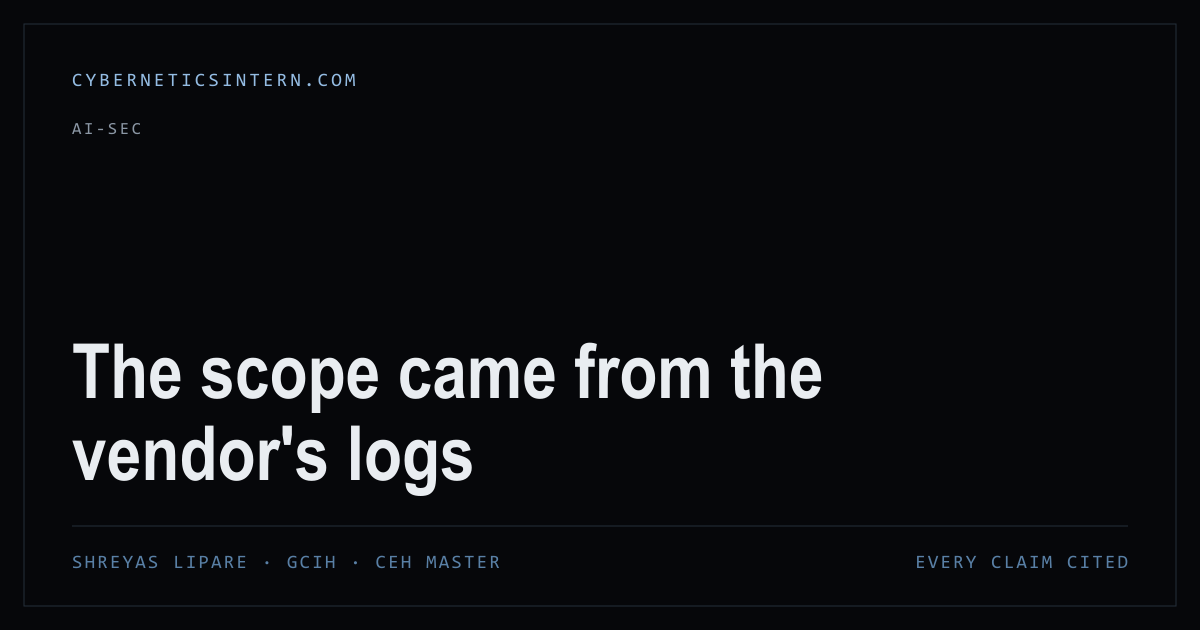 CYBERNETICSINTERN.COM
AI-SEC
The scope came from the
vendor's logs
SHREYAS LIPARE · GCIH · CEH MASTER
EVERY CLAIM CITED